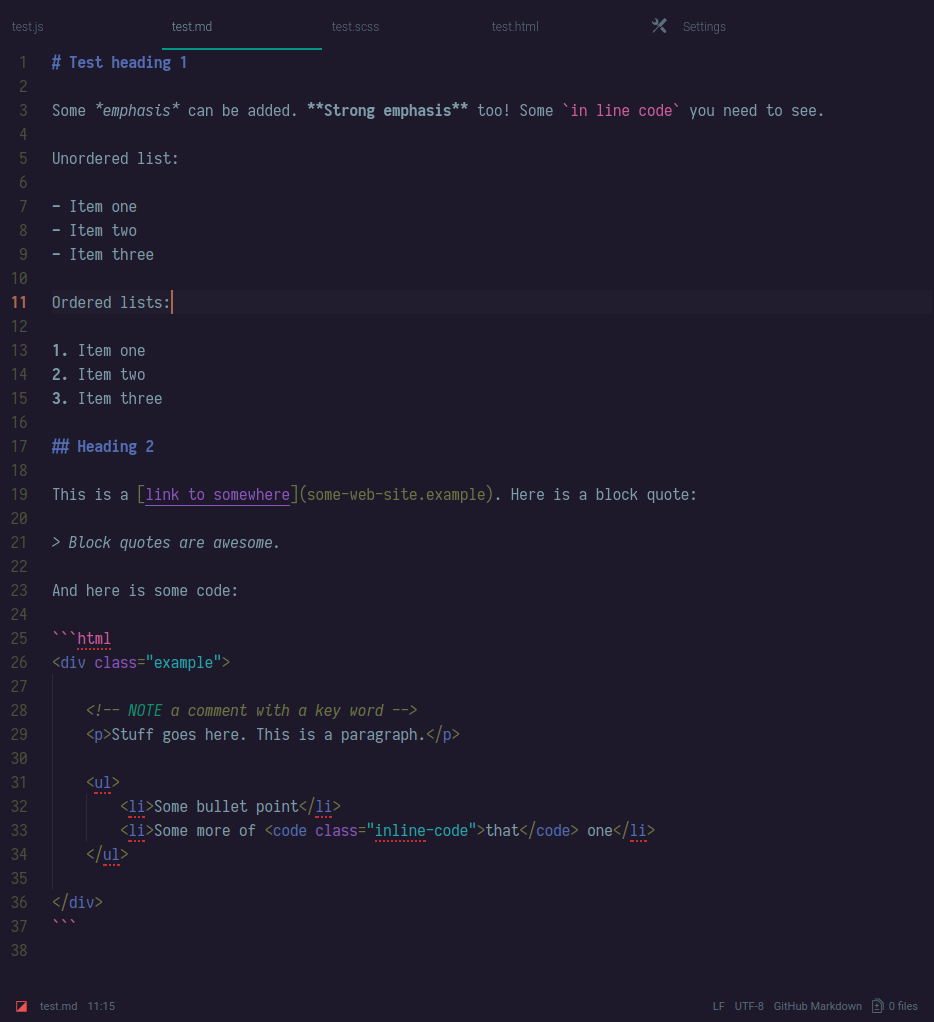 test.js test.md test.scss test.html Settings
1 # Test heading 1
2
3 Some *emphasis* can be added. **Strong emphasis** too! Some `in line code` you need to see.
4
5 Unordered list:
6
7 - Item one
8 - Item two
9 - Item three
10
11 Ordered lists:
12
13 1. Item one
14 2. Item two
15 3. Item three
16
17 ## Heading 2
18
19 This is a [link to somewhere](some-web-site.example). Here is a block quote:
20
21 > Block quotes are awesome.
22
23 And here is some code:
24
25 ```html
26 <div class="example">
27
28     <!-- NOTE a comment with a key word -->
29     <p>Stuff goes here. This is a paragraph.</p>
30
31     <ul>
32         <li>Some bullet point</li>
33         <li>Some more of <code class="inline-code">that</code> one</li>
34     </ul>
35
36 </div>
37 ```
38
test.md 11:15 LF UTF-8 GitHub Markdown 0 files